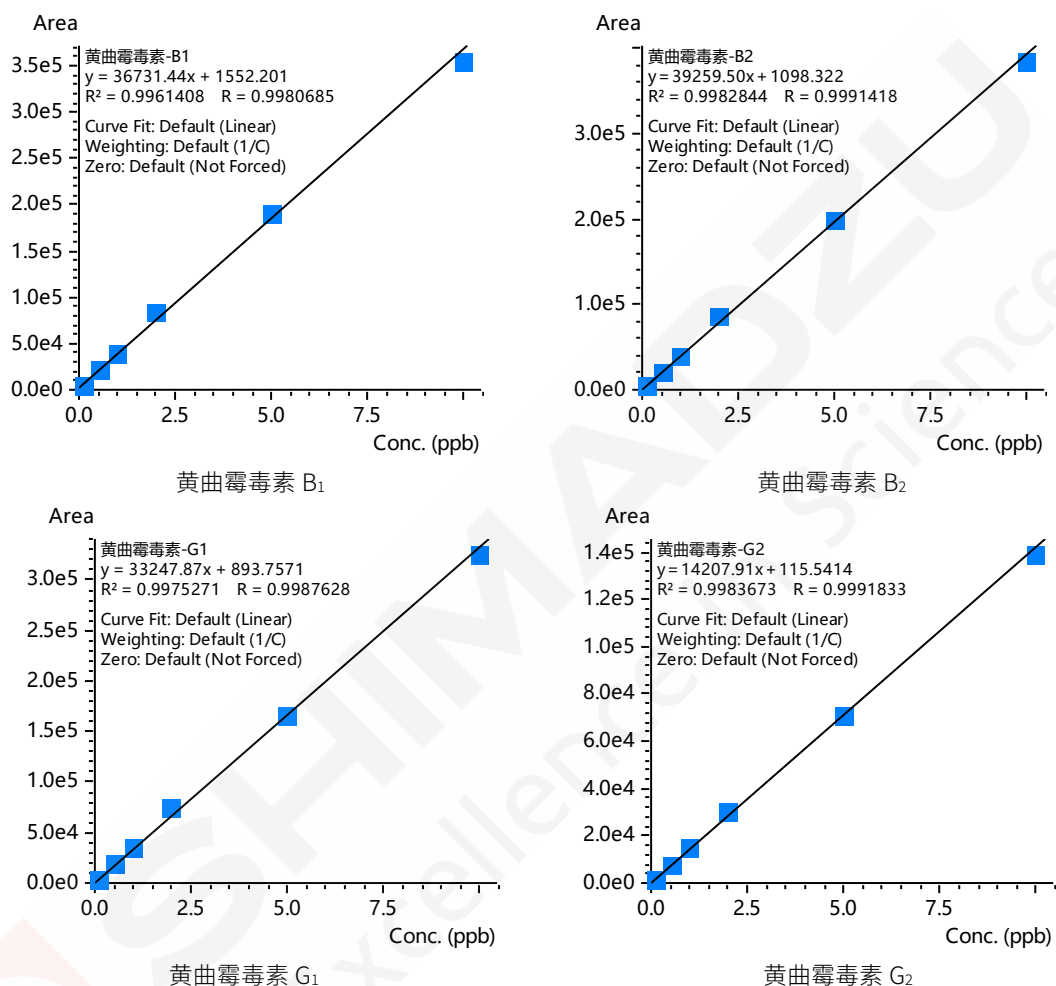 Area
黄曲霉毒素-B1
y = 36731.44x + 1552.201
R² = 0.9961408 R = 0.9980685
Curve Fit: Default (Linear)
Weighting: Default (1/C)
Zero: Default (Not Forced)
3.5e5
3.0e5
2.5e5
2.0e5
1.5e5
1.0e5
5.0e4
0.0e0
0.0 2.5 5.0 7.5
Conc. (ppb)
黄曲霉毒素 B₁
Area
黄曲霉毒素-B2
y = 39259.50x + 1098.322
R² = 0.9982844 R = 0.9991418
Curve Fit: Default (Linear)
Weighting: Default (1/C)
Zero: Default (Not Forced)
3.0e5
2.0e5
1.0e5
0.0e0
0.0 2.5 5.0 7.5
Conc. (ppb)
黄曲霉毒素 B₂
Area
黄曲霉毒素-G1
y = 33247.87x + 893.7571
R² = 0.9975271 R = 0.9987628
Curve Fit: Default (Linear)
Weighting: Default (1/C)
Zero: Default (Not Forced)
3.0e5
2.5e5
2.0e5
1.5e5
1.0e5
5.0e4
0.0e0
0.0 2.5 5.0 7.5
Conc. (ppb)
黄曲霉毒素 G₁
Area
黄曲霉毒素-G2
y = 14207.91x + 115.5414
R² = 0.9983673 R = 0.9991833
Curve Fit: Default (Linear)
Weighting: Default (1/C)
Zero: Default (Not Forced)
1.4e5
1.2e5
1.0e5
8.0e4
6.0e4
4.0e4
2.0e4
0.0e0
0.0 2.5 5.0 7.5
Conc. (ppb)
黄曲霉毒素 G₂
SHIMADZU
Excellence in Science